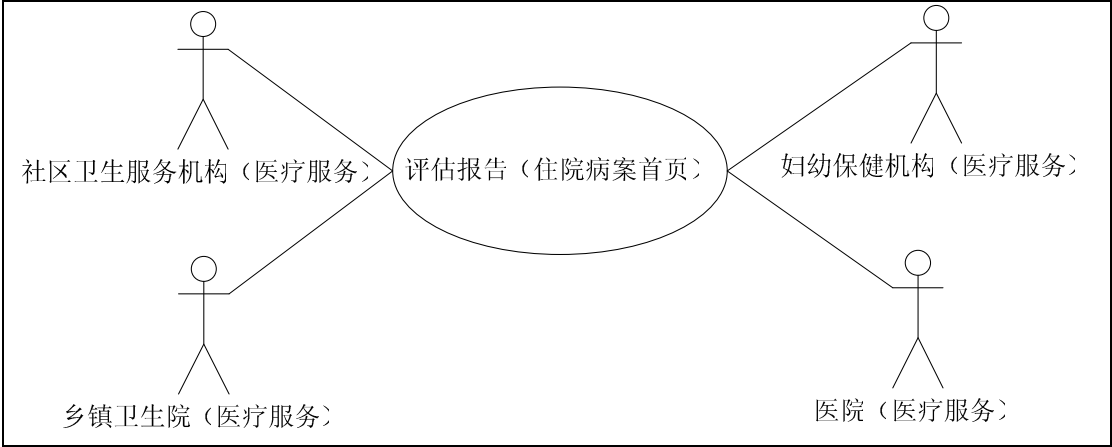 社区卫生服务机构（医疗服务）
评估报告（住院病案首页）
妇幼保健机构（医疗服务）
乡镇卫生院（医疗服务）
医院（医疗服务）